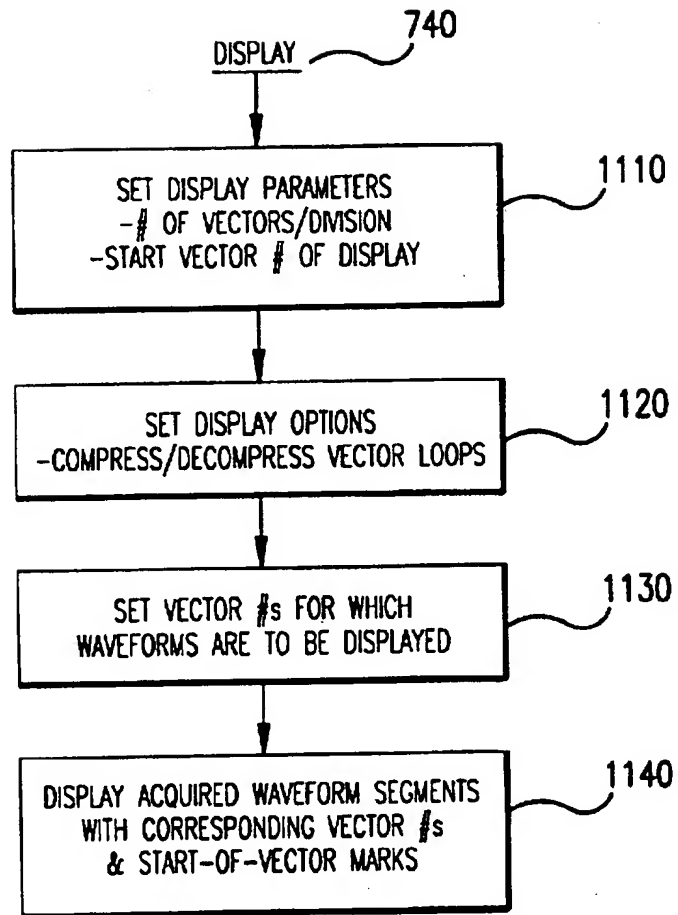 DISPLAY 740
SET DISPLAY PARAMETERS
-# OF VECTORS/DIVISION
-START VECTOR # OF DISPLAY
1110
SET DISPLAY OPTIONS
-COMPRESS/DECOMPRESS VECTOR LOOPS
1120
SET VECTOR #s FOR WHICH
WAVEFORMS ARE TO BE DISPLAYED
1130
DISPLAY ACQUIRED WAVEFORM SEGMENTS
WITH CORRESPONDING VECTOR #s
& START-OF-VECTOR MARKS
1140